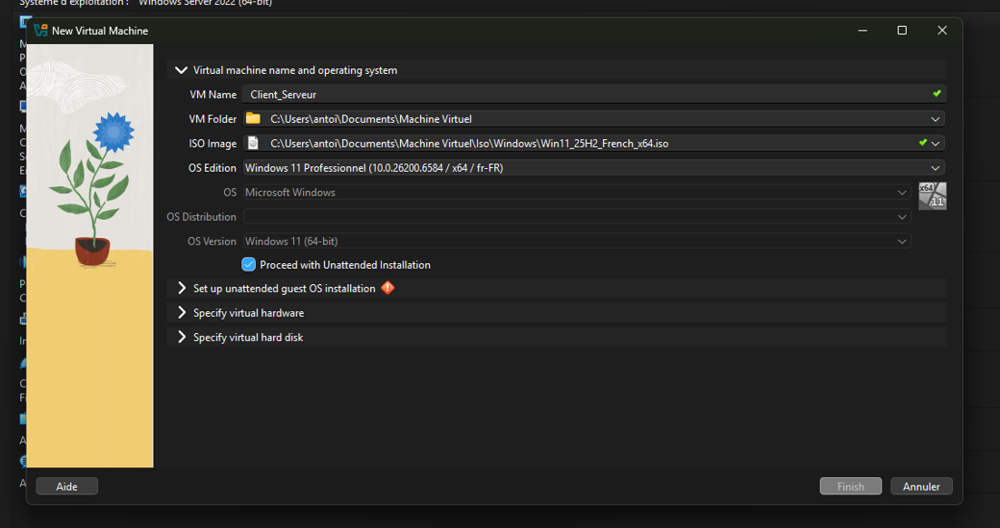 Système d'exploitation : Windows Server 2022 (64-bit)
New Virtual Machine
Virtual machine name and operating system
VM Name Client_Serveur
VM Folder C:\Users\antoi\Documents\Machine Virtuel
ISO Image C:\Users\antoi\Documents\Machine Virtuel\Iso\Windows\Win11_25H2_French_x64.iso
OS Edition Windows 11 Professionnel (10.0.26200.6584 / x64 / fr-FR)
OS Microsoft Windows
x64
11
OS Distribution
OS Version Windows 11 (64-bit)
Proceed with Unattended Installation
Set up unattended guest OS installation
Specify virtual hardware
Specify virtual hard disk
Aide
Finish
Annuler